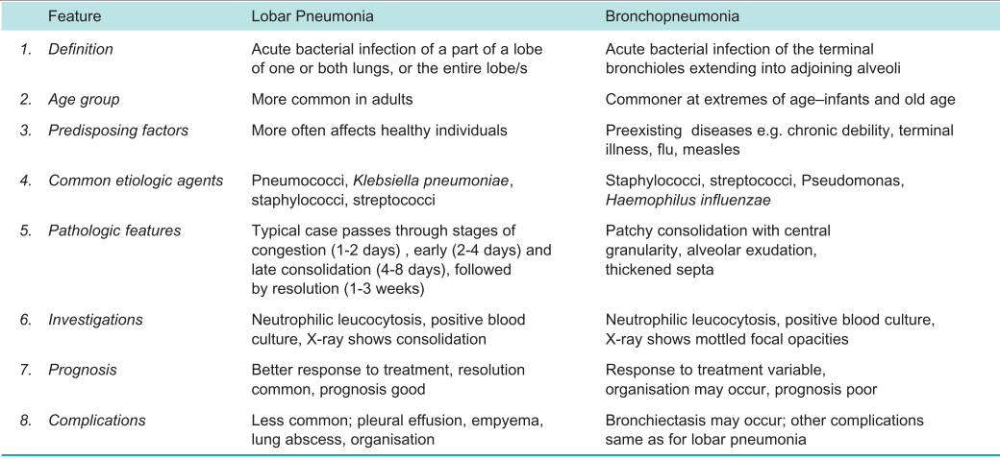 Feature Lobar Pneumonia Bronchopneumonia
1. Definition Acute bacterial infection of a part of a lobe Acute bacterial infection of the terminal
of one or both lungs, or the entire lobe/s bronchioles extending into adjoining alveoli
2. Age group More common in adults Commoner at extremes of age–infants and old age
3. Predisposing factors More often affects healthy individuals Preexisting diseases e.g. chronic debility, terminal
illness, flu, measles
4. Common etiologic agents Pneumococci, Klebsiella pneumoniae, Staphylococci, streptococci, Pseudomonas,
staphylococci, streptococci Haemophilus influenzae
5. Pathologic features Typical case passes through stages of Patchy consolidation with central
congestion (1-2 days) , early (2-4 days) and granularity, alveolar exudation,
late consolidation (4-8 days), followed thickened septa
by resolution (1-3 weeks)
6. Investigations Neutrophilic leucocytosis, positive blood Neutrophilic leucocytosis, positive blood culture,
culture, X-ray shows consolidation X-ray shows mottled focal opacities
7. Prognosis Better response to treatment, resolution Response to treatment variable,
common, prognosis good organisation may occur, prognosis poor
8. Complications Less common; pleural effusion, empyema, Bronchiectasis may occur; other complications
lung abscess, organisation same as for lobar pneumonia